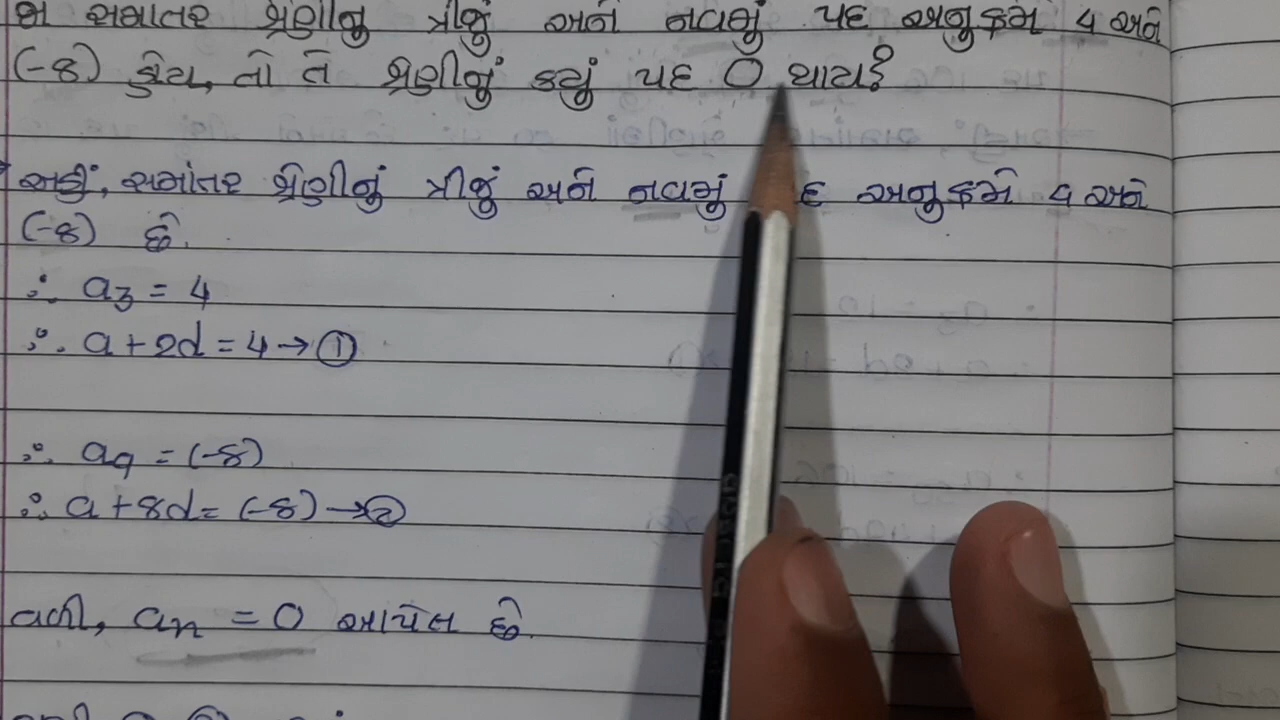 સમાંતર શ્રેણીનું ત્રીજું અને નવમું પદ અનુક્રમે 4 અને
(-8) હોય, તો તે શ્રેણીનું કયું પદ 0 થાય?
અહીં, સમાંતર શ્રેણીનું ત્રીજું અને નવમું અનુક્રમે 4 અને
(-8) છે.
∴ a₃ = 4
∴ a + 2d = 4 → ①
∴ a₉ = (-8)
∴ a + 8d = (-8) → ②
વળી, aₙ = 0 આપેલ છે.